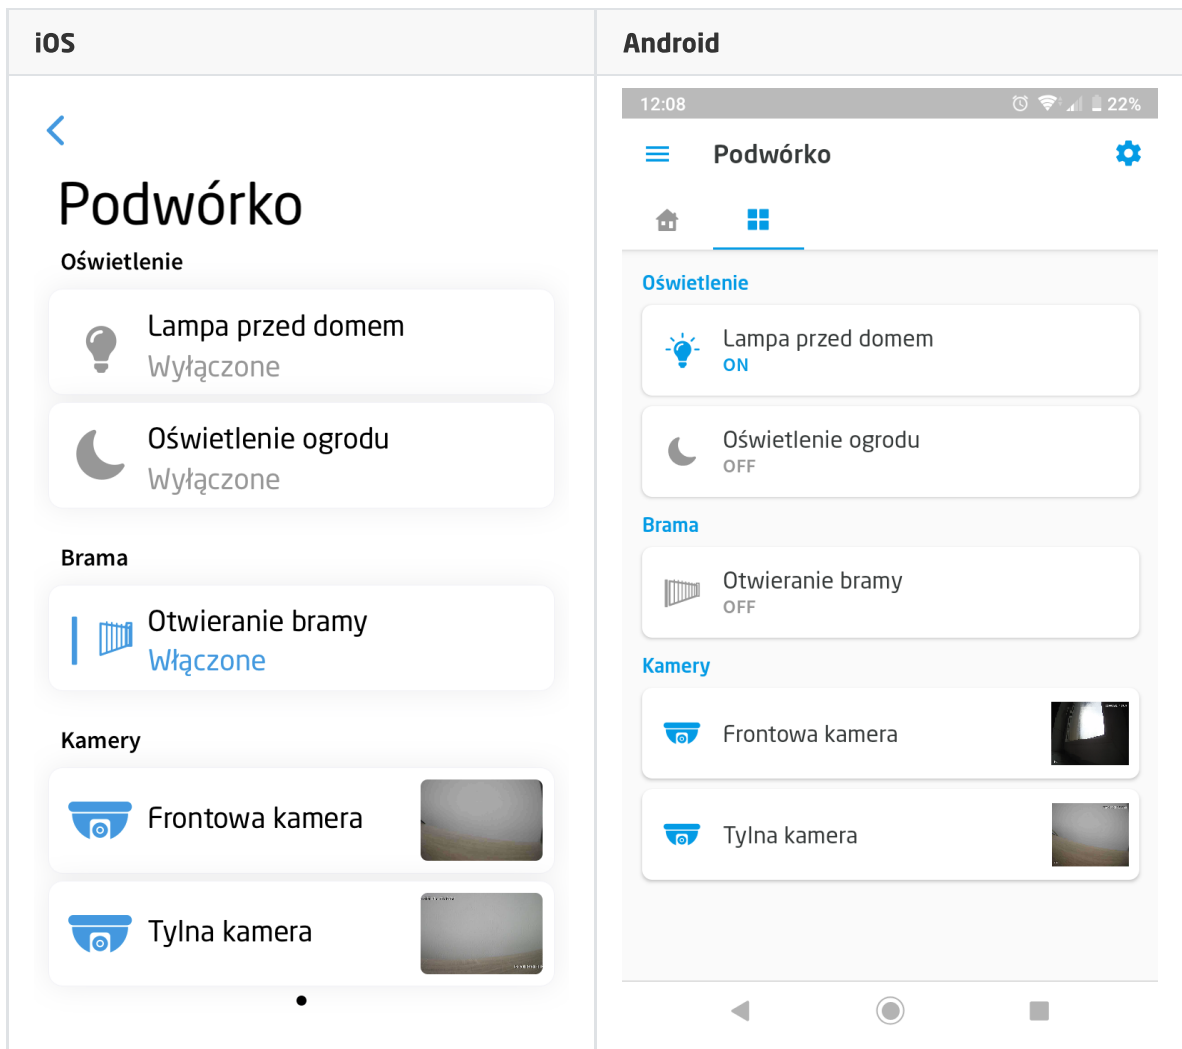 iOS
Podwórko
Oświetlenie
Lampa przed domem
Wyłączone
Oświetlenie ogrodu
Wyłączone
Brama
Otwieranie bramy
Włączone
Kamery
Frontowa kamera
Tylna kamera
Android
12:08
22%
Podwórko
Oświetlenie
Lampa przed domem
ON
Oświetlenie ogrodu
OFF
Brama
Otwieranie bramy
OFF
Kamery
Frontowa kamera
Tylna kamera